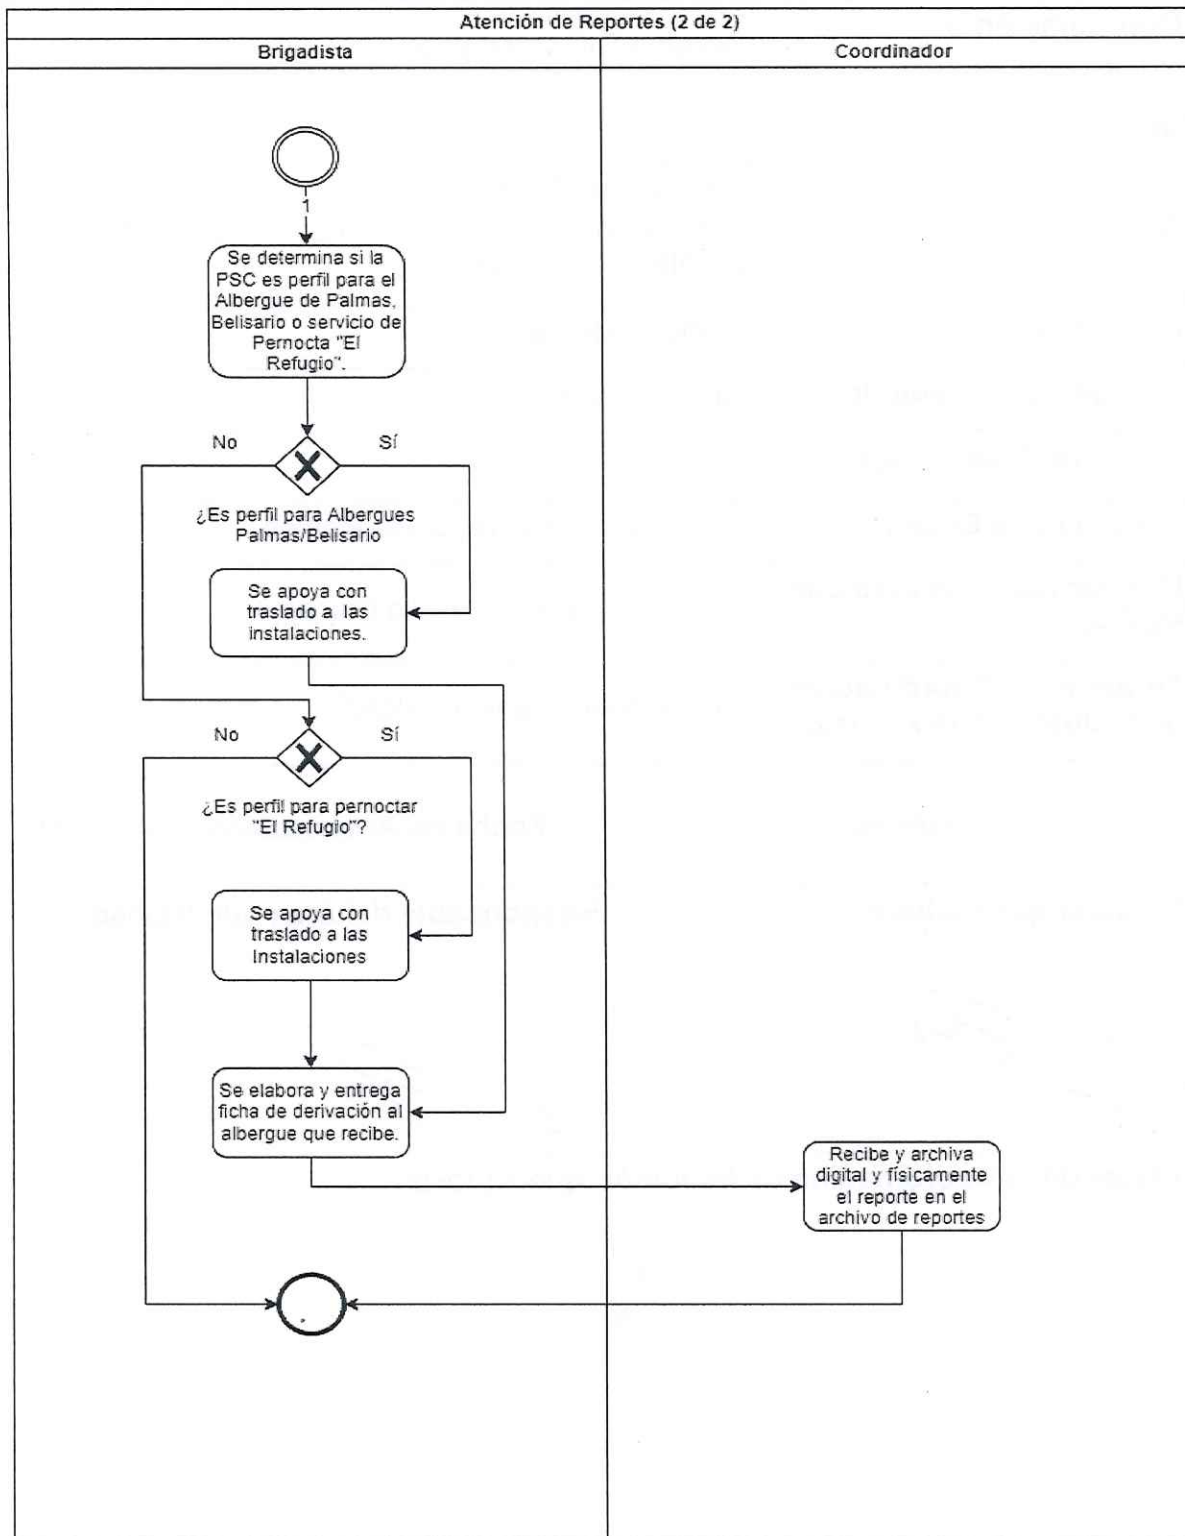 Atención de Reportes (2 de 2)
Brigadista
Coordinador
1
Se determina si la
PSC es perfil para el
Albergue de Palmas,
Belisario o servicio de
Pernocta "El
Refugio".
No
Sí
¿Es perfil para Albergues
Palmas/Belisario
Se apoya con
traslado a las
instalaciones.
No
Sí
¿Es perfil para pernoctar
"El Refugio"?
Se apoya con
traslado a las
Instalaciones
Se elabora y entrega
ficha de derivación al
albergue que recibe.
Recibe y archiva
digital y físicamente
el reporte en el
archivo de reportes